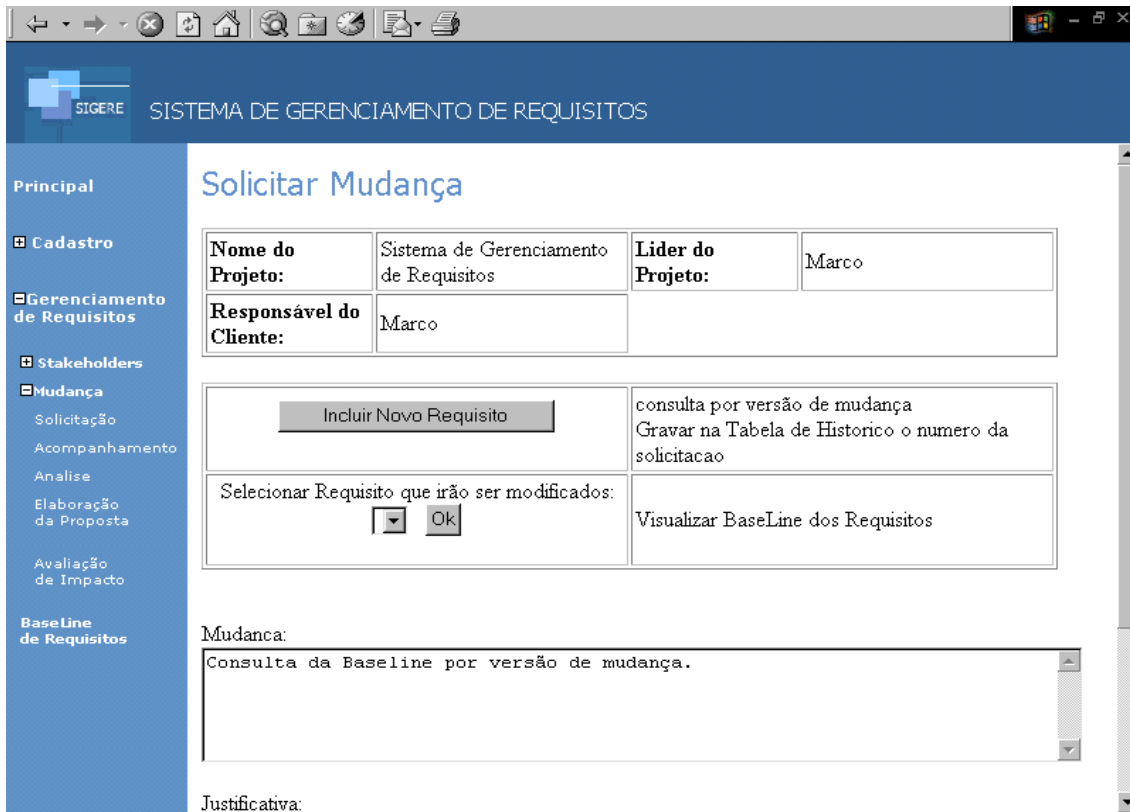 SIGERE
SISTEMA DE GERENCIAMENTO DE REQUISITOS
Principal
Cadastro
Gerenciamento
de Requisitos
Stakeholders
Mudança
Solicitação
Acompanhamento
Analise
Elaboração
da Proposta
Avaliação
de Impacto
BaseLine
de Requisitos
Solicitar Mudança
Nome do
Projeto:
Sistema de Gerenciamento
de Requisitos
Lider do
Projeto:
Marco
Responsável do
Cliente:
Marco
Incluir Novo Requisito
consulta por versão de mudança
Gravar na Tabela de Historico o numero da
solicitacao
Selecionar Requisito que irão ser modificados:
Ok
Visualizar BaseLine dos Requisitos
Mudanca:
Consulta da Baseline por versão de mudança.
Justificativa: